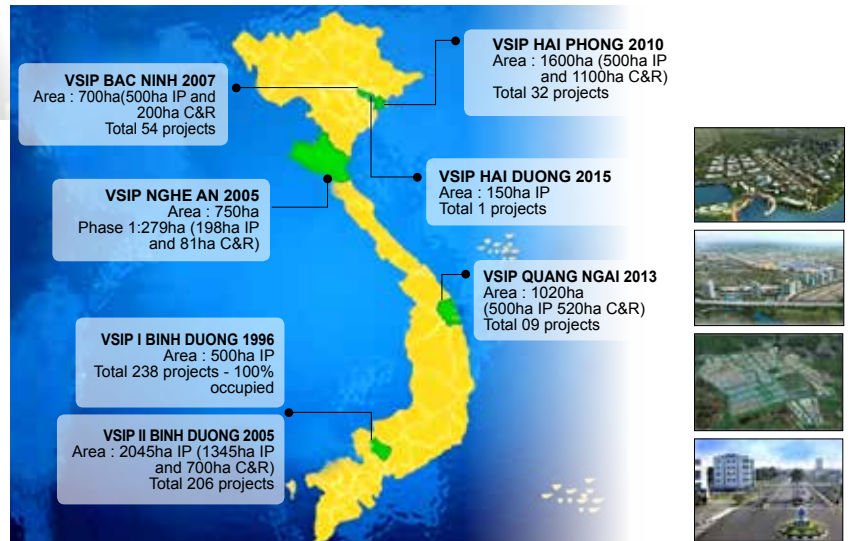 VSIP HAI PHONG 2010
Area : 1600ha (500ha IP
and 1100ha C&R)
Total 32 projects
VSIP BAC NINH 2007
Area : 700ha(500ha IP and
200ha C&R
Total 54 projects
VSIP HAI DUONG 2015
Area : 150ha IP
Total 1 projects
VSIP NGHE AN 2005
Area : 750ha
Phase 1:279ha (198ha IP
and 81ha C&R)
VSIP QUANG NGAI 2013
Area : 1020ha
(500ha IP 520ha C&R)
Total 09 projects
VSIP I BINH DUONG 1996
Area : 500ha IP
Total 238 projects - 100%
occupied
VSIP II BINH DUONG 2005
Area : 2045ha IP (1345ha IP
and 700ha C&R)
Total 206 projects